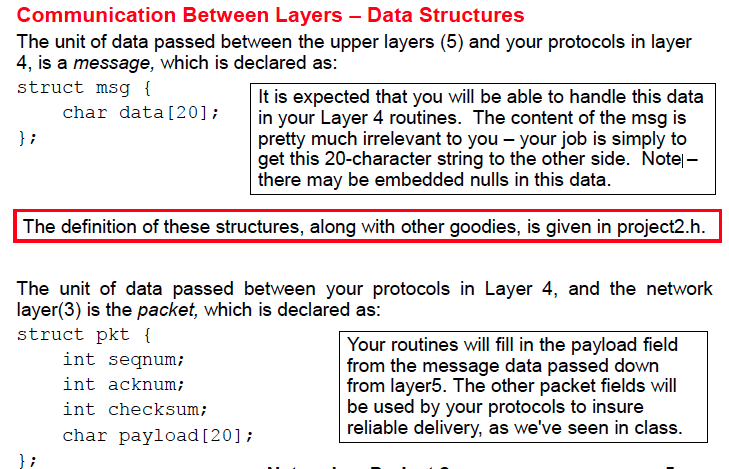 Communication Between Layers – Data Structures
The unit of data passed between the upper layers (5) and your protocols in layer
4, is a message, which is declared as:
struct msg {
char data[20];
};
It is expected that you will be able to handle this data
in your Layer 4 routines. The content of the msg is
pretty much irrelevant to you – your job is simply to
get this 20-character string to the other side. Note –
there may be embedded nulls in this data.
The definition of these structures, along with other goodies, is given in project2.h.
The unit of data passed between your protocols in Layer 4, and the network
layer(3) is the packet, which is declared as:
struct pkt {
int seqnum;
int acknum;
int checksum;
char payload[20];
};
Your routines will fill in the payload field
from the message data passed down
from layer5. The other packet fields will
be used by your protocols to insure
reliable delivery, as we've seen in class.